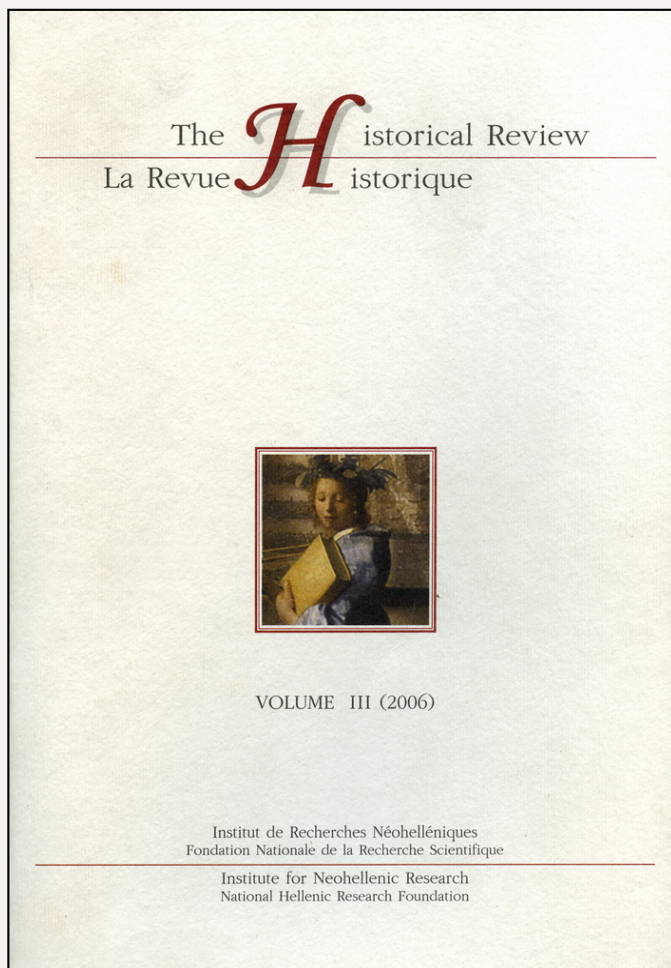 The Historical Review
La Revue Historique
VOLUME III (2006)
Institut de Recherches Néohelléniques
Fondation Nationale de la Recherche Scientifique
Institute for Neohellenic Research
National Hellenic Research Foundation